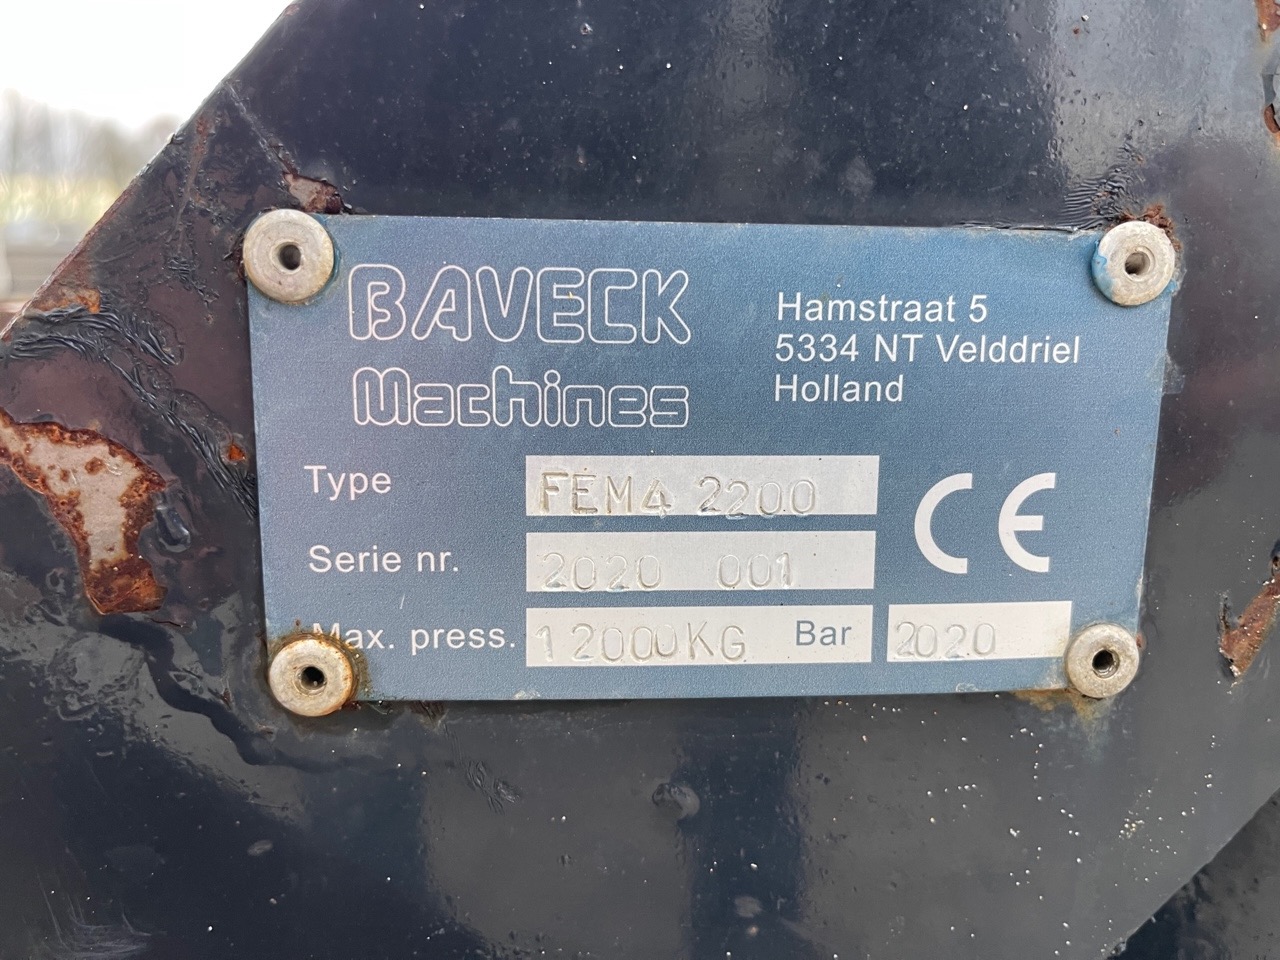 BAVECK
Machines
Hamstraat 5
5334 NT Velddriel
Holland
Type FEM4 2200
Serie nr. 2020 001
Max. press. 12000KG Bar 2020
CE